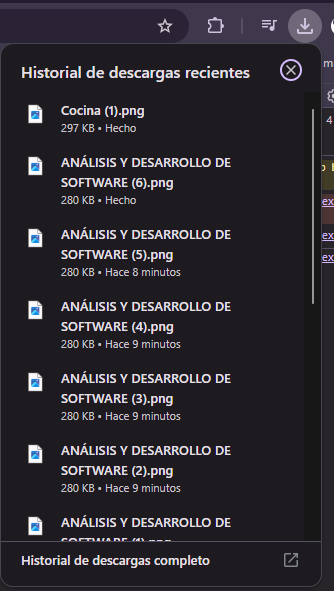 Historial de descargas recientes
Cocina (1).png
297 KB • Hecho
ANÁLISIS Y DESARROLLO DE
SOFTWARE (6).png
280 KB • Hecho
ANÁLISIS Y DESARROLLO DE
SOFTWARE (5).png
280 KB • Hace 8 minutos
ANÁLISIS Y DESARROLLO DE
SOFTWARE (4).png
280 KB • Hace 9 minutos
ANÁLISIS Y DESARROLLO DE
SOFTWARE (3).png
280 KB • Hace 9 minutos
ANÁLISIS Y DESARROLLO DE
SOFTWARE (2).png
280 KB • Hace 9 minutos
ANÁLISIS Y DESARROLLO DE
SOFTWARE (1).png
Historial de descargas completo